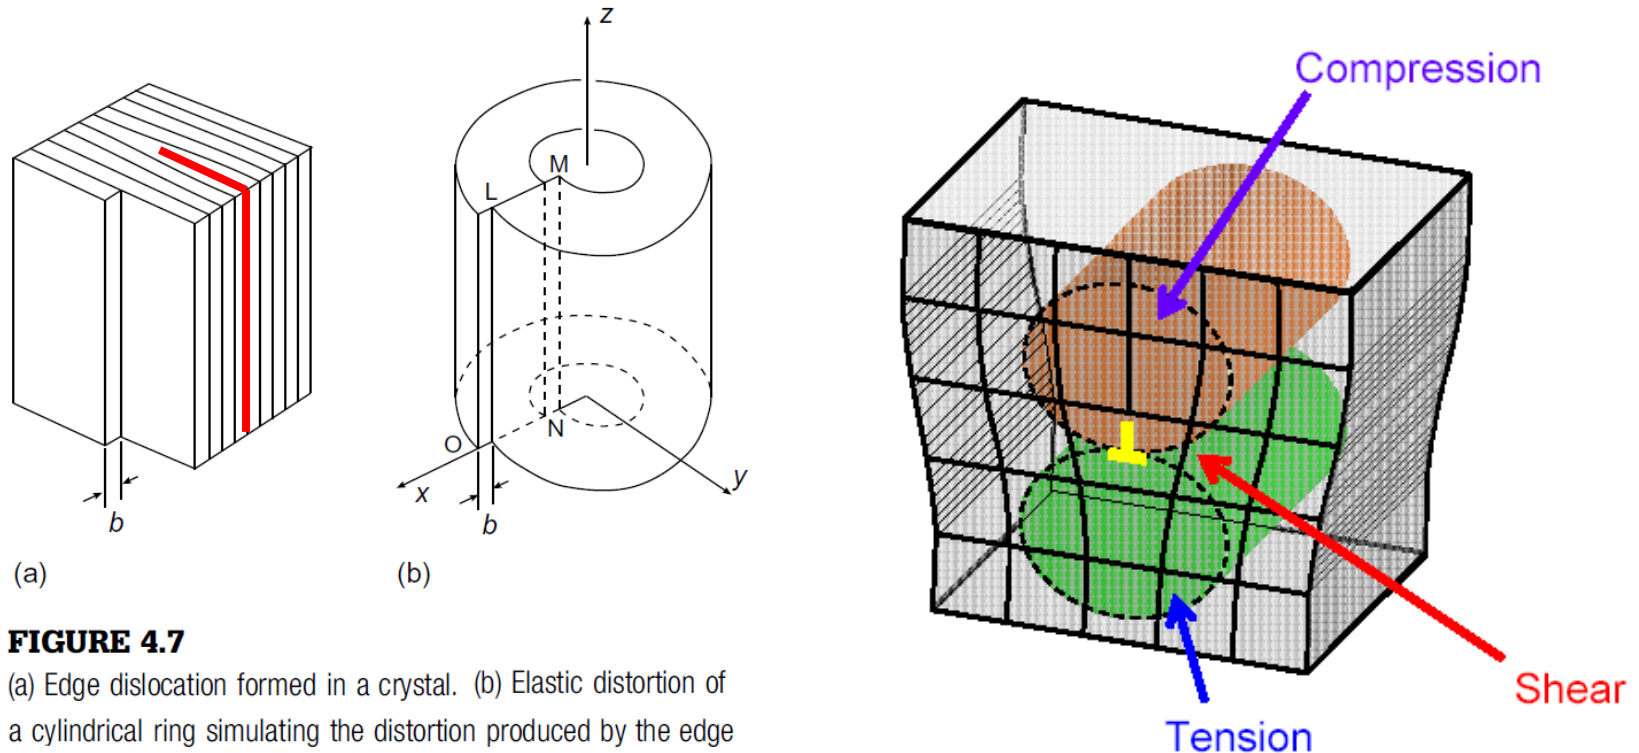 z
M
L
O
N
x
y
b
b
(a)
(b)
FIGURE 4.7
(a) Edge dislocation formed in a crystal. (b) Elastic distortion of
a cylindrical ring simulating the distortion produced by the edge
Compression
Shear
Tension